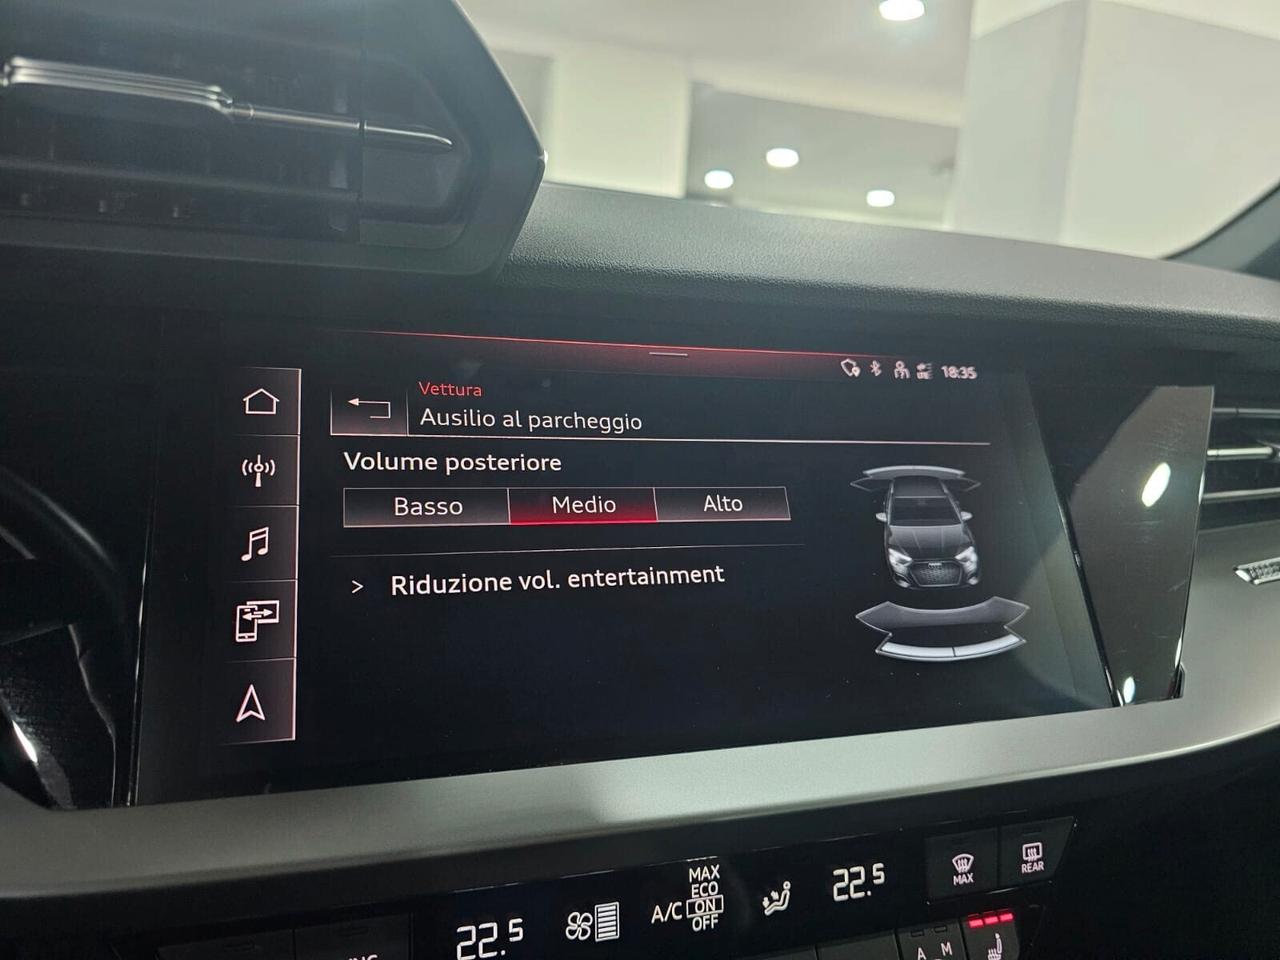 18:35
Vettura
Ausilio al parcheggio
Volume posteriore
Basso Medio Alto
> Riduzione vol. entertainment
22.5
A/C
MAX
ECO
ON
OFF
22.5
MAX
REAR
A M